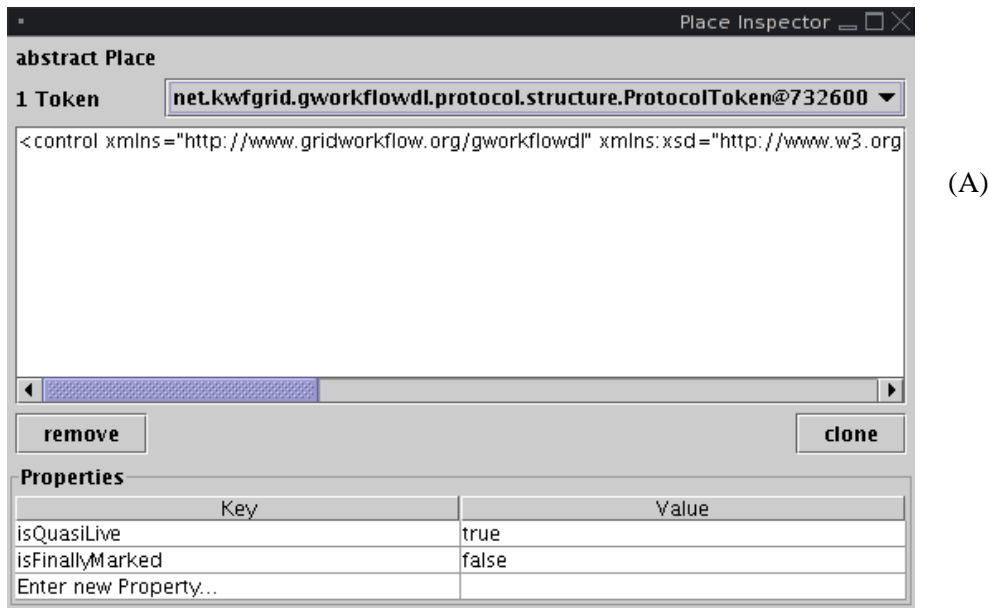 Place Inspector
abstract Place
1 Token net.kwfgrid.gworkflowdl.protocol.structure.ProtocolToken@732600
<control xmlns="http://www.gridworkflow.org/gworkflowdl" xmlns:xsd="http://www.w3.org
(A)
remove clone
Properties
Key Value
isQuasiLive true
isFinallyMarked false
Enter new Property...